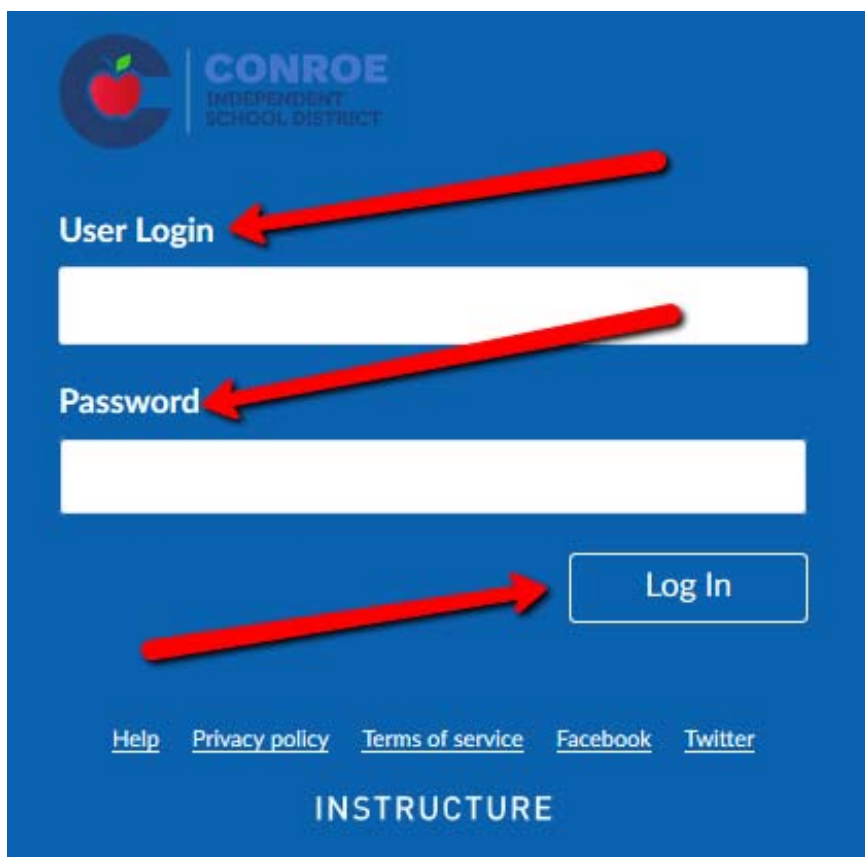 CONROE
INDEPENDENT
SCHOOL DISTRICT
User Login
Password
Log In
Help Privacy policy Terms of service Facebook Twitter
INSTRUCTURE